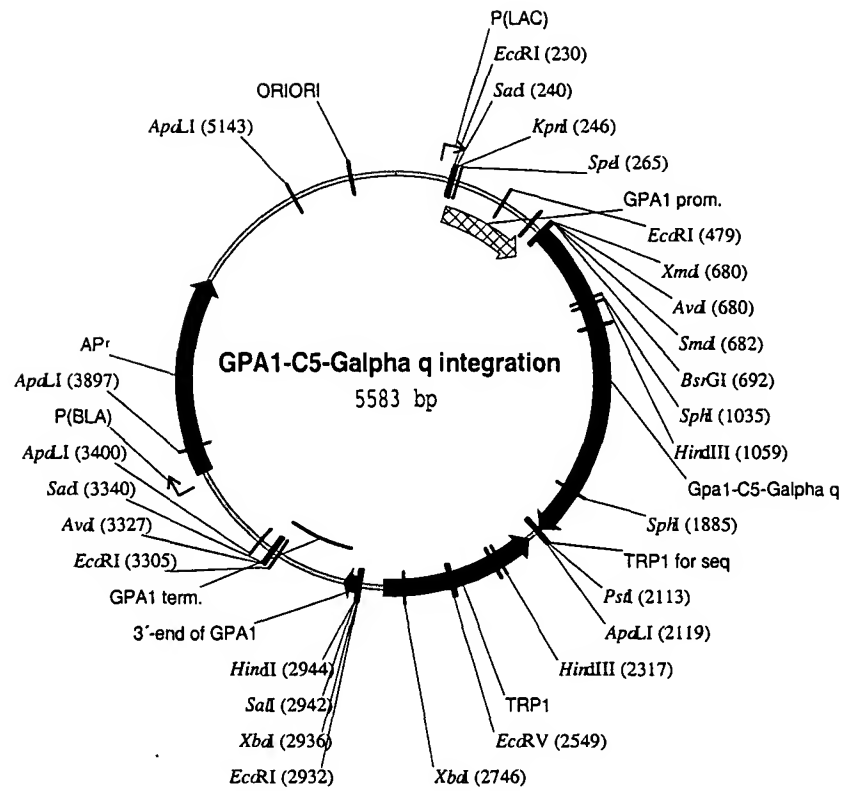 P(LAC)
EcoRI (230)
SacI (240)
KpnI (246)
SpeI (265)
GPA1 prom.
EcoRI (479)
XmaI (680)
AvaI (680)
SmaI (682)
BsrGI (692)
SphI (1035)
HindIII (1059)
Gpa1-C5-Galpha q
SphI (1885)
TRP1 for seq
PstI (2113)
ApaLI (2119)
HindIII (2317)
TRP1
EcoRV (2549)
XbaI (2746)
EcoRI (2932)
XbaI (2936)
SalI (2942)
HindII (2944)
3´-end of GPA1
GPA1 term.
EcoRI (3305)
AvaI (3327)
SacI (3340)
ApaLI (3400)
P(BLA)
ApaLI (3897)
APr
ApaLI (5143)
ORIORI
GPA1-C5-Galpha q integration
5583 bp